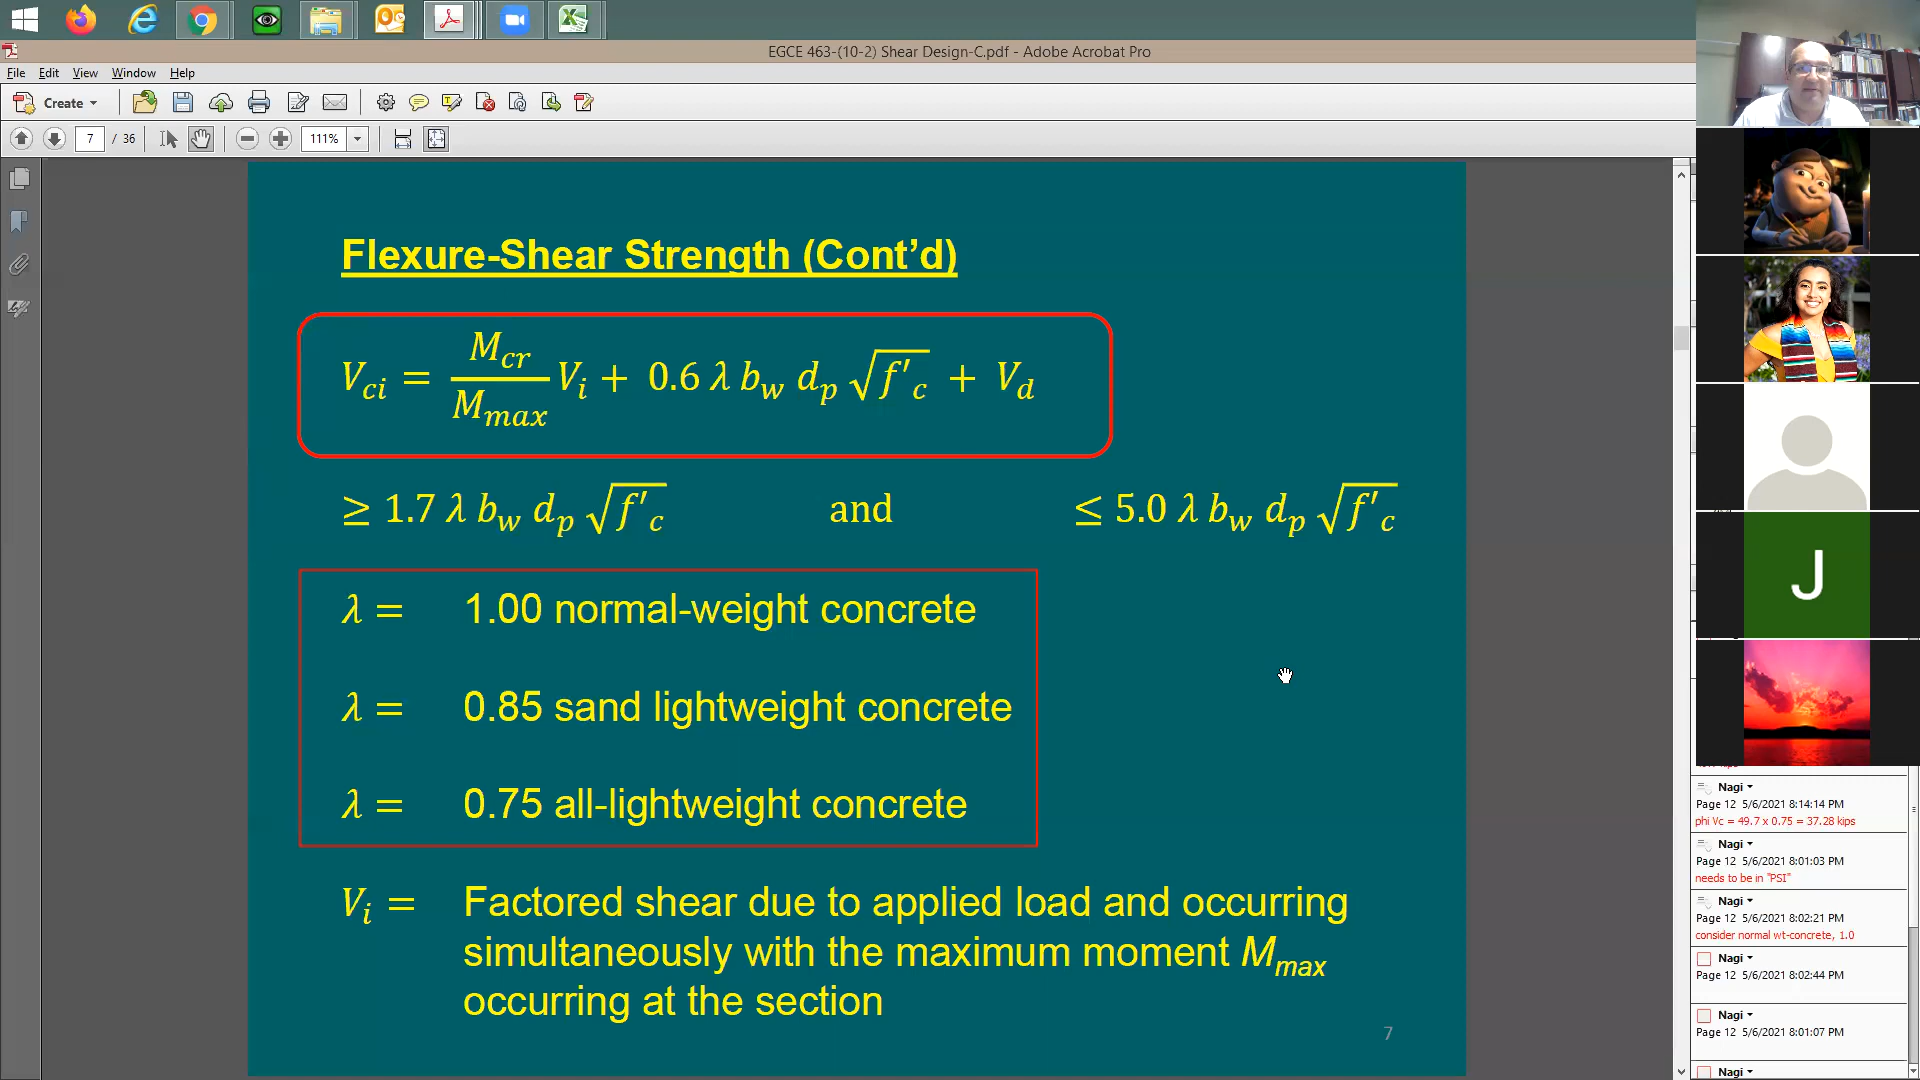 EGCE 463-(10-2) Shear Design-C.pdf - Adobe Acrobat Pro
File Edit View Window Help
Create
7 / 36 111%
Flexure-Shear Strength (Cont’d)
V_ci = M_cr / M_max V_i + 0.6 λ b_w d_p √f'_c + V_d
≥ 1.7 λ b_w d_p √f'_c and ≤ 5.0 λ b_w d_p √f'_c
λ = 1.00 normal-weight concrete
λ = 0.85 sand lightweight concrete
λ = 0.75 all-lightweight concrete
V_i = Factored shear due to applied load and occurring
simultaneously with the maximum moment M_max
occurring at the section
7
J
Nagi
Page 12 5/6/2021 8:14:14 PM
phi Vc = 49.7 x 0.75 = 37.28 kips
Nagi
Page 12 5/6/2021 8:01:03 PM
needs to be in "PSI"
Nagi
Page 12 5/6/2021 8:02:21 PM
consider normal wt-concrete, 1.0
Nagi
Page 12 5/6/2021 8:02:44 PM
Nagi
Page 12 5/6/2021 8:01:07 PM
Nagi